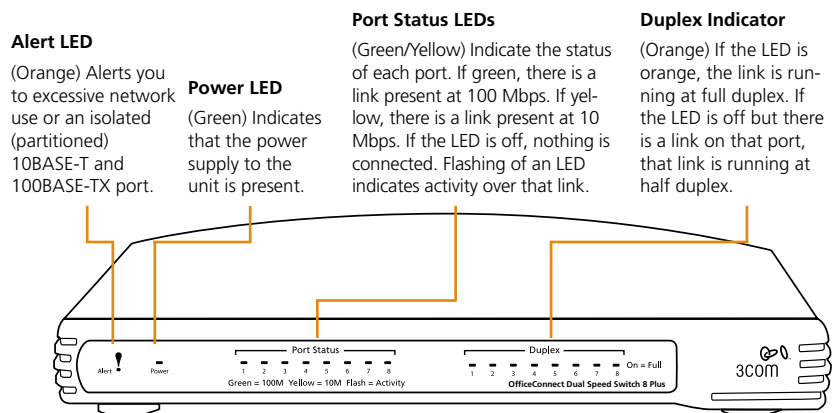 Alert LED
(Orange) Alerts you
to excessive network
use or an isolated
(partitioned)
10BASE-T and
100BASE-TX port.
Power LED
(Green) Indicates
that the power
supply to the
unit is present.
Port Status LEDs
(Green/Yellow) Indicate the status
of each port. If green, there is a
link present at 100 Mbps. If yel-
low, there is a link present at 10
Mbps. If the LED is off, nothing is
connected. Flashing of an LED
indicates activity over that link.
Duplex Indicator
(Orange) If the LED is
orange, the link is run-
ning at full duplex. If
the LED is off but there
is a link on that port,
that link is running at
half duplex.
Alert !
Power
Port Status
1 2 3 4 5 6 7 8
Green = 100M Yellow = 10M Flash = Activity
Duplex
1 2 3 4 5 6 7 8 On = Full
OfficeConnect Dual Speed Switch 8 Plus
3COM